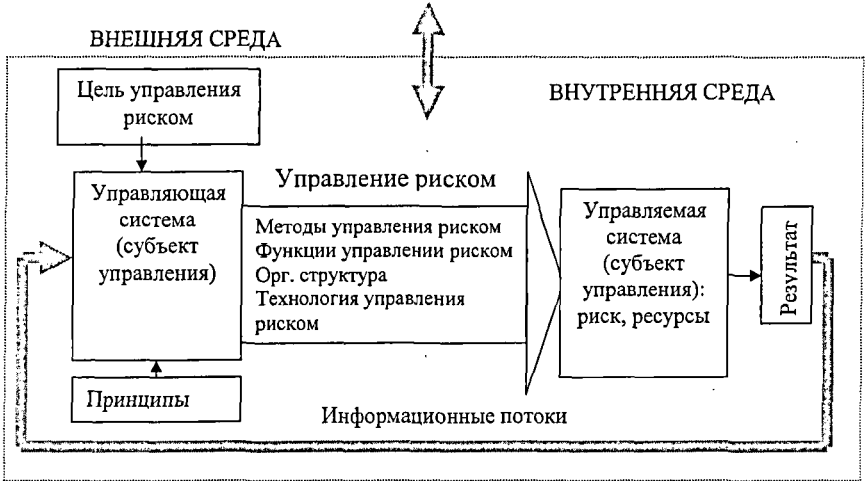 ВНЕШНЯЯ СРЕДА
Цель управления
риском
ВНУТРЕННЯЯ СРЕДА
Управляющая
система
(субъект
управления)
Управление риском
Методы управления риском
Функции управлении риском
Орг. структура
Технология управления
риском
Управляемая
система
(субъект
управления):
риск, ресурсы
Результат
Принципы
Информационные потоки